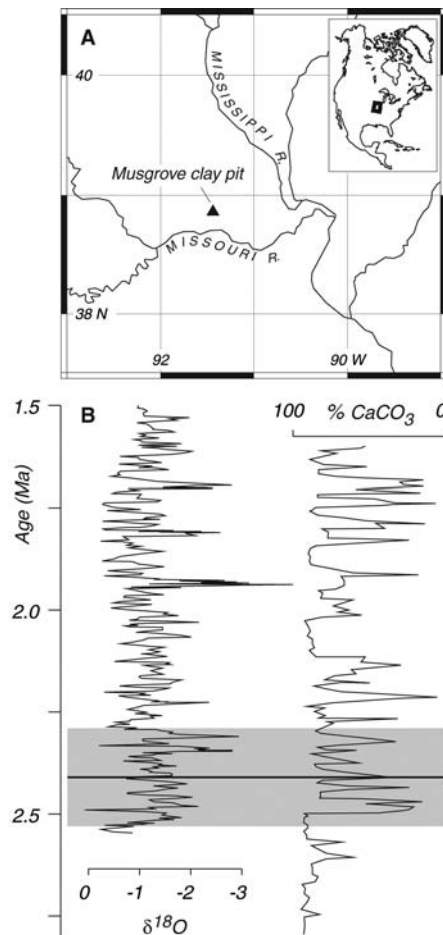 A
40
MISSISSIPPI R.
Musgrove clay pit
MISSOURI R.
38 N
92
90 W
B
1.5
100 % CaCO3 0
Age (Ma)
2.0
2.5
0 -1 -2 -3
δ18O